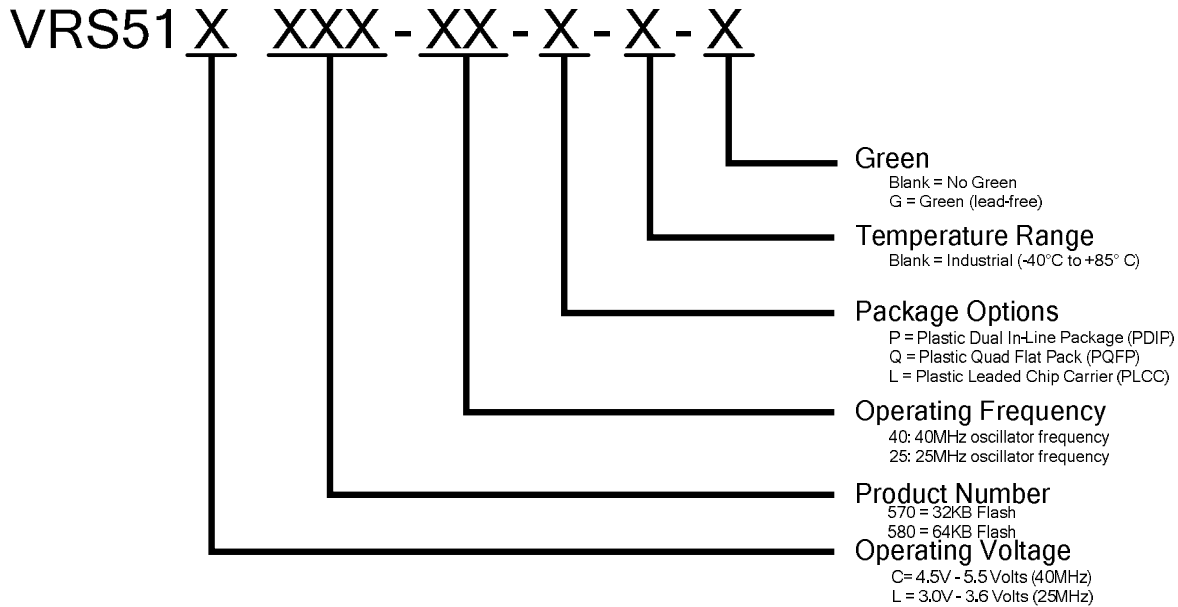 VRS51 X XXX - XX - X - X - X
Green
Blank = No Green
G = Green (lead-free)
Temperature Range
Blank = Industrial (-40°C to +85° C)
Package Options
P = Plastic Dual In-Line Package (PDIP)
Q = Plastic Quad Flat Pack (PQFP)
L = Plastic Leaded Chip Carrier (PLCC)
Operating Frequency
40: 40MHz oscillator frequency
25: 25MHz oscillator frequency
Product Number
570 = 32KB Flash
580 = 64KB Flash
Operating Voltage
C= 4.5V - 5.5 Volts (40MHz)
L = 3.0V - 3.6 Volts (25MHz)